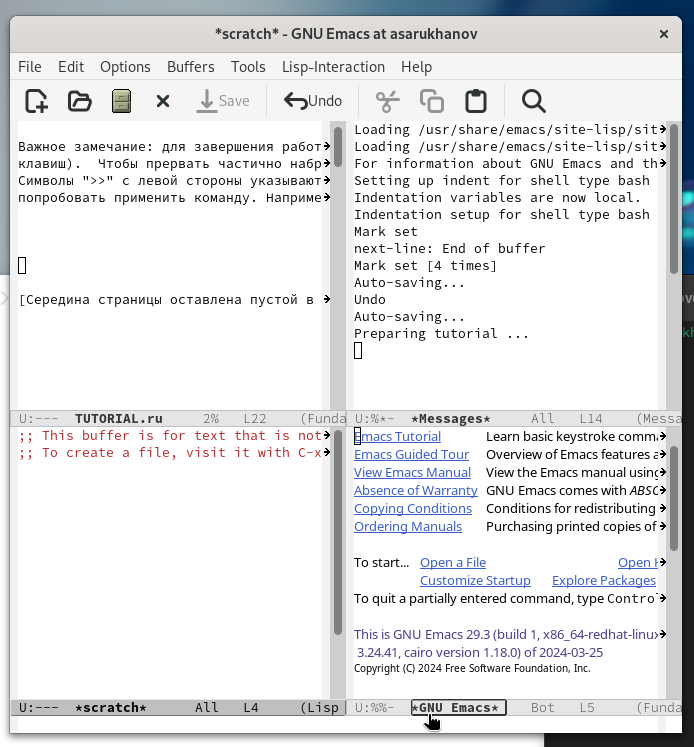 *scratch* - GNU Emacs at asarukhanov
File Edit Options Buffers Tools Lisp-Interaction Help
Save Undo
Важное замечание: для завершения работ
клавиш). Чтобы прервать частично набр
Символы ">>" с левой стороны указывают
попробовать применить команду. Наприме
[Середина страницы оставлена пустой в
U:--- TUTORIAL.ru 2% L22 (Funda
Loading /usr/share/emacs/site-lisp/sit
Loading /usr/share/emacs/site-lisp/sit
For information about GNU Emacs and th
Setting up indent for shell type bash
Indentation variables are now local.
Indentation setup for shell type bash
Mark set
next-line: End of buffer
Mark set [4 times]
Auto-saving...
Undo
Auto-saving...
Preparing tutorial ...
U:%*- *Messages* All L14 (Messa
;; This buffer is for text that is not
;; To create a file, visit it with C-x
U:--- *scratch* All L4 (Lisp
Emacs Tutorial Learn basic keystroke comma
Emacs Guided Tour Overview of Emacs features a
View Emacs Manual View the Emacs manual using
Absence of Warranty GNU Emacs comes with ABSO
Copying Conditions Conditions for redistributing
Ordering Manuals Purchasing printed copies of
To start... Open a File Open H
Customize Startup Explore Packages
To quit a partially entered command, type Control
This is GNU Emacs 29.3 (build 1, x86_64-redhat-linux
3.24.41, cairo version 1.18.0) of 2024-03-25
Copyright (C) 2024 Free Software Foundation, Inc.
U:%%- *GNU Emacs* Bot L5 (Funda